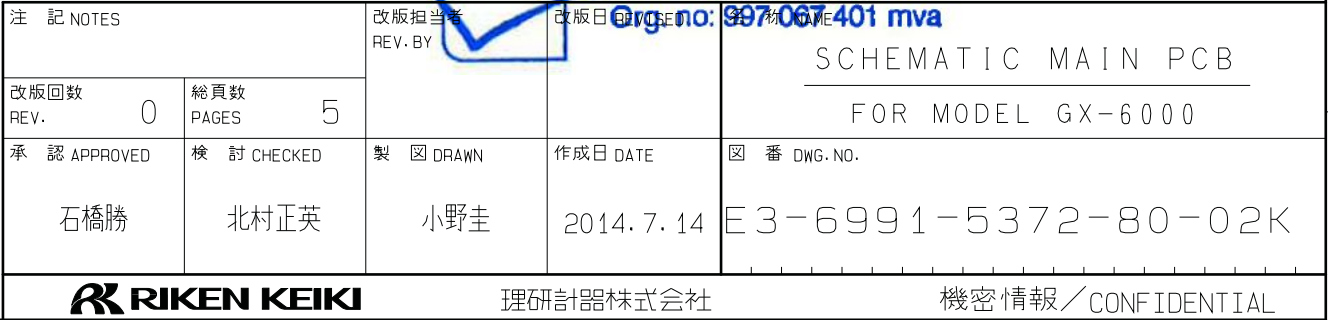 注 記 NOTES
改版担当者
REV.BY
改版日 REVISED.
Org. no: 997 067 401 mva
名 称 NAME
SCHEMATIC MAIN PCB
FOR MODEL GX-6000
改版回数
REV. 0
総頁数
PAGES 5
承 認 APPROVED
検 討 CHECKED
製 図 DRAWN
作成日 DATE
図 番 DWG.NO.
石橋勝
北村正英
小野圭
2014.7.14
E3-6991-5372-80-02K
RIKEN KEIKI
理研計器株式会社
機密情報/CONFIDENTIAL